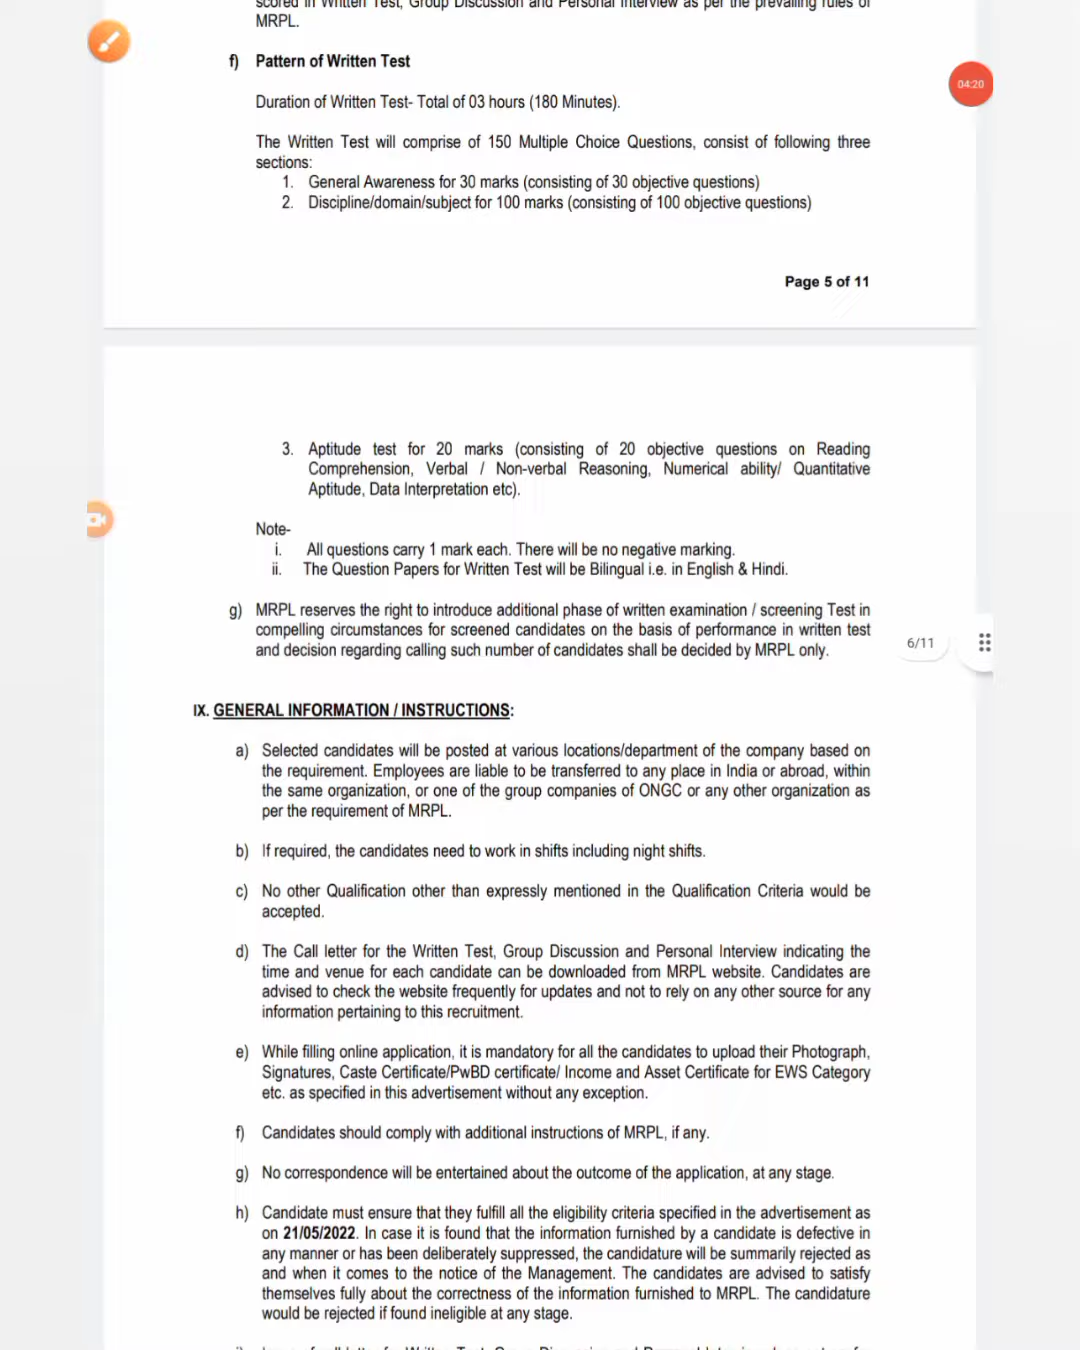 scored in Written Test, Group Discussion and Personal Interview as per the prevailing rules of
MRPL.
f) Pattern of Written Test
04:20
Duration of Written Test- Total of 03 hours (180 Minutes).
The Written Test will comprise of 150 Multiple Choice Questions, consist of following three
sections:
1. General Awareness for 30 marks (consisting of 30 objective questions)
2. Discipline/domain/subject for 100 marks (consisting of 100 objective questions)
Page 5 of 11
3. Aptitude test for 20 marks (consisting of 20 objective questions on Reading
Comprehension, Verbal / Non-verbal Reasoning, Numerical ability/ Quantitative
Aptitude, Data Interpretation etc).
Note-
i. All questions carry 1 mark each. There will be no negative marking.
ii. The Question Papers for Written Test will be Bilingual i.e. in English & Hindi.
g) MRPL reserves the right to introduce additional phase of written examination / screening Test in
compelling circumstances for screened candidates on the basis of performance in written test
and decision regarding calling such number of candidates shall be decided by MRPL only.
6/11
IX. GENERAL INFORMATION / INSTRUCTIONS:
a) Selected candidates will be posted at various locations/department of the company based on
the requirement. Employees are liable to be transferred to any place in India or abroad, within
the same organization, or one of the group companies of ONGC or any other organization as
per the requirement of MRPL.
b) If required, the candidates need to work in shifts including night shifts.
c) No other Qualification other than expressly mentioned in the Qualification Criteria would be
accepted.
d) The Call letter for the Written Test, Group Discussion and Personal Interview indicating the
time and venue for each candidate can be downloaded from MRPL website. Candidates are
advised to check the website frequently for updates and not to rely on any other source for any
information pertaining to this recruitment.
e) While filling online application, it is mandatory for all the candidates to upload their Photograph,
Signatures, Caste Certificate/PwBD certificate/ Income and Asset Certificate for EWS Category
etc. as specified in this advertisement without any exception.
f) Candidates should comply with additional instructions of MRPL, if any.
g) No correspondence will be entertained about the outcome of the application, at any stage.
h) Candidate must ensure that they fulfill all the eligibility criteria specified in the advertisement as
on 21/05/2022. In case it is found that the information furnished by a candidate is defective in
any manner or has been deliberately suppressed, the candidature will be summarily rejected as
and when it comes to the notice of the Management. The candidates are advised to satisfy
themselves fully about the correctness of the information furnished to MRPL. The candidature
would be rejected if found ineligible at any stage.